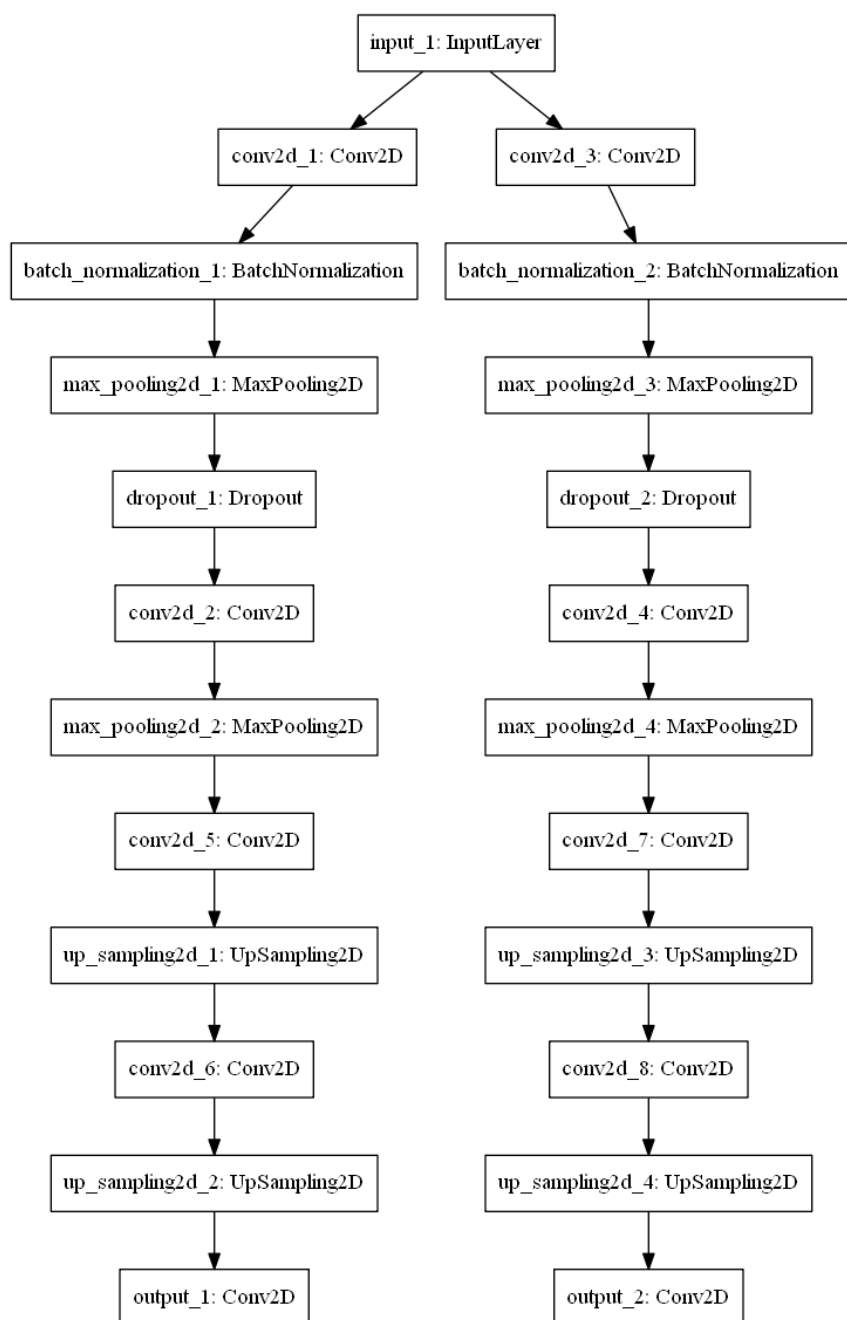 input_1: InputLayer
conv2d_1: Conv2D
conv2d_3: Conv2D
batch_normalization_1: BatchNormalization
batch_normalization_2: BatchNormalization
max_pooling2d_1: MaxPooling2D
max_pooling2d_3: MaxPooling2D
dropout_1: Dropout
dropout_2: Dropout
conv2d_2: Conv2D
conv2d_4: Conv2D
max_pooling2d_2: MaxPooling2D
max_pooling2d_4: MaxPooling2D
conv2d_5: Conv2D
conv2d_7: Conv2D
up_sampling2d_1: UpSampling2D
up_sampling2d_3: UpSampling2D
conv2d_6: Conv2D
conv2d_8: Conv2D
up_sampling2d_2: UpSampling2D
up_sampling2d_4: UpSampling2D
output_1: Conv2D
output_2: Conv2D